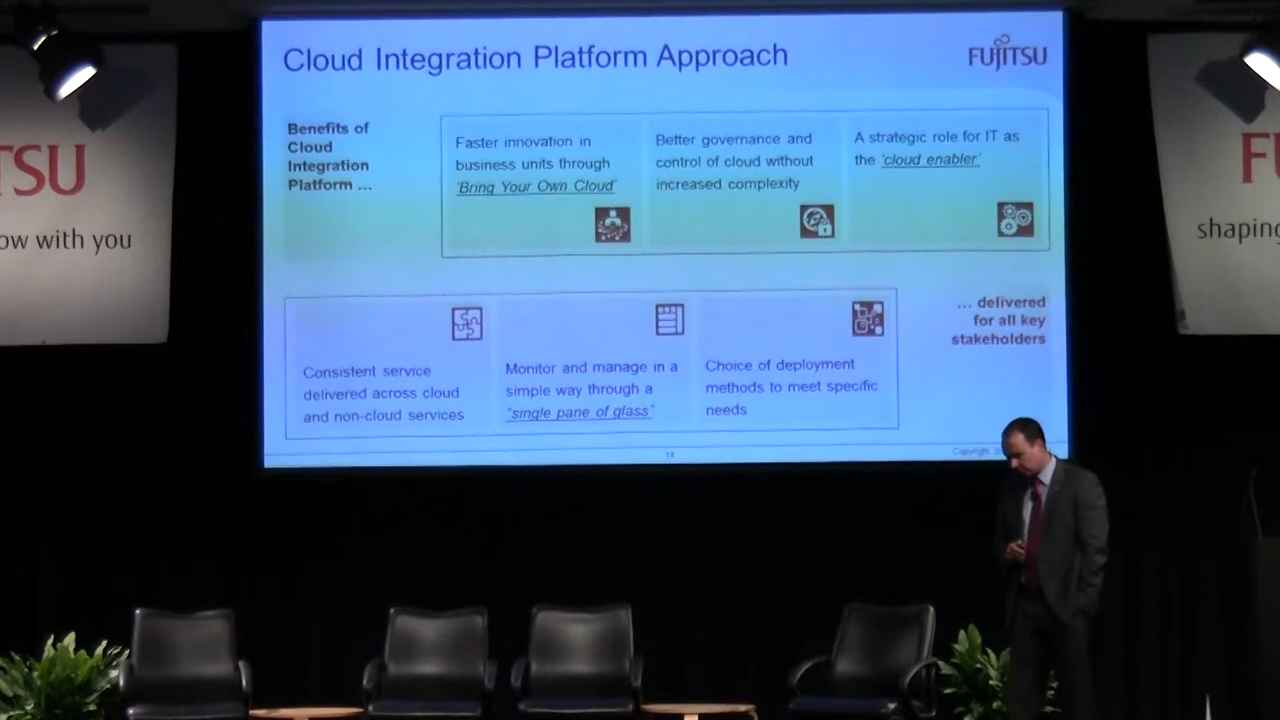 Cloud Integration Platform Approach
FUJITSU
Benefits of
Cloud
Integration
Platform ...
Faster innovation in
business units through
'Bring Your Own Cloud'
Better governance and
control of cloud without
increased complexity
A strategic role for IT as
the 'cloud enabler'
... delivered
for all key
stakeholders
Consistent service
delivered across cloud
and non-cloud services
Monitor and manage in a
simple way through a
"single pane of glass"
Choice of deployment
methods to meet specific
needs
14
Copyright
TSU
ow with you
FU
shaping